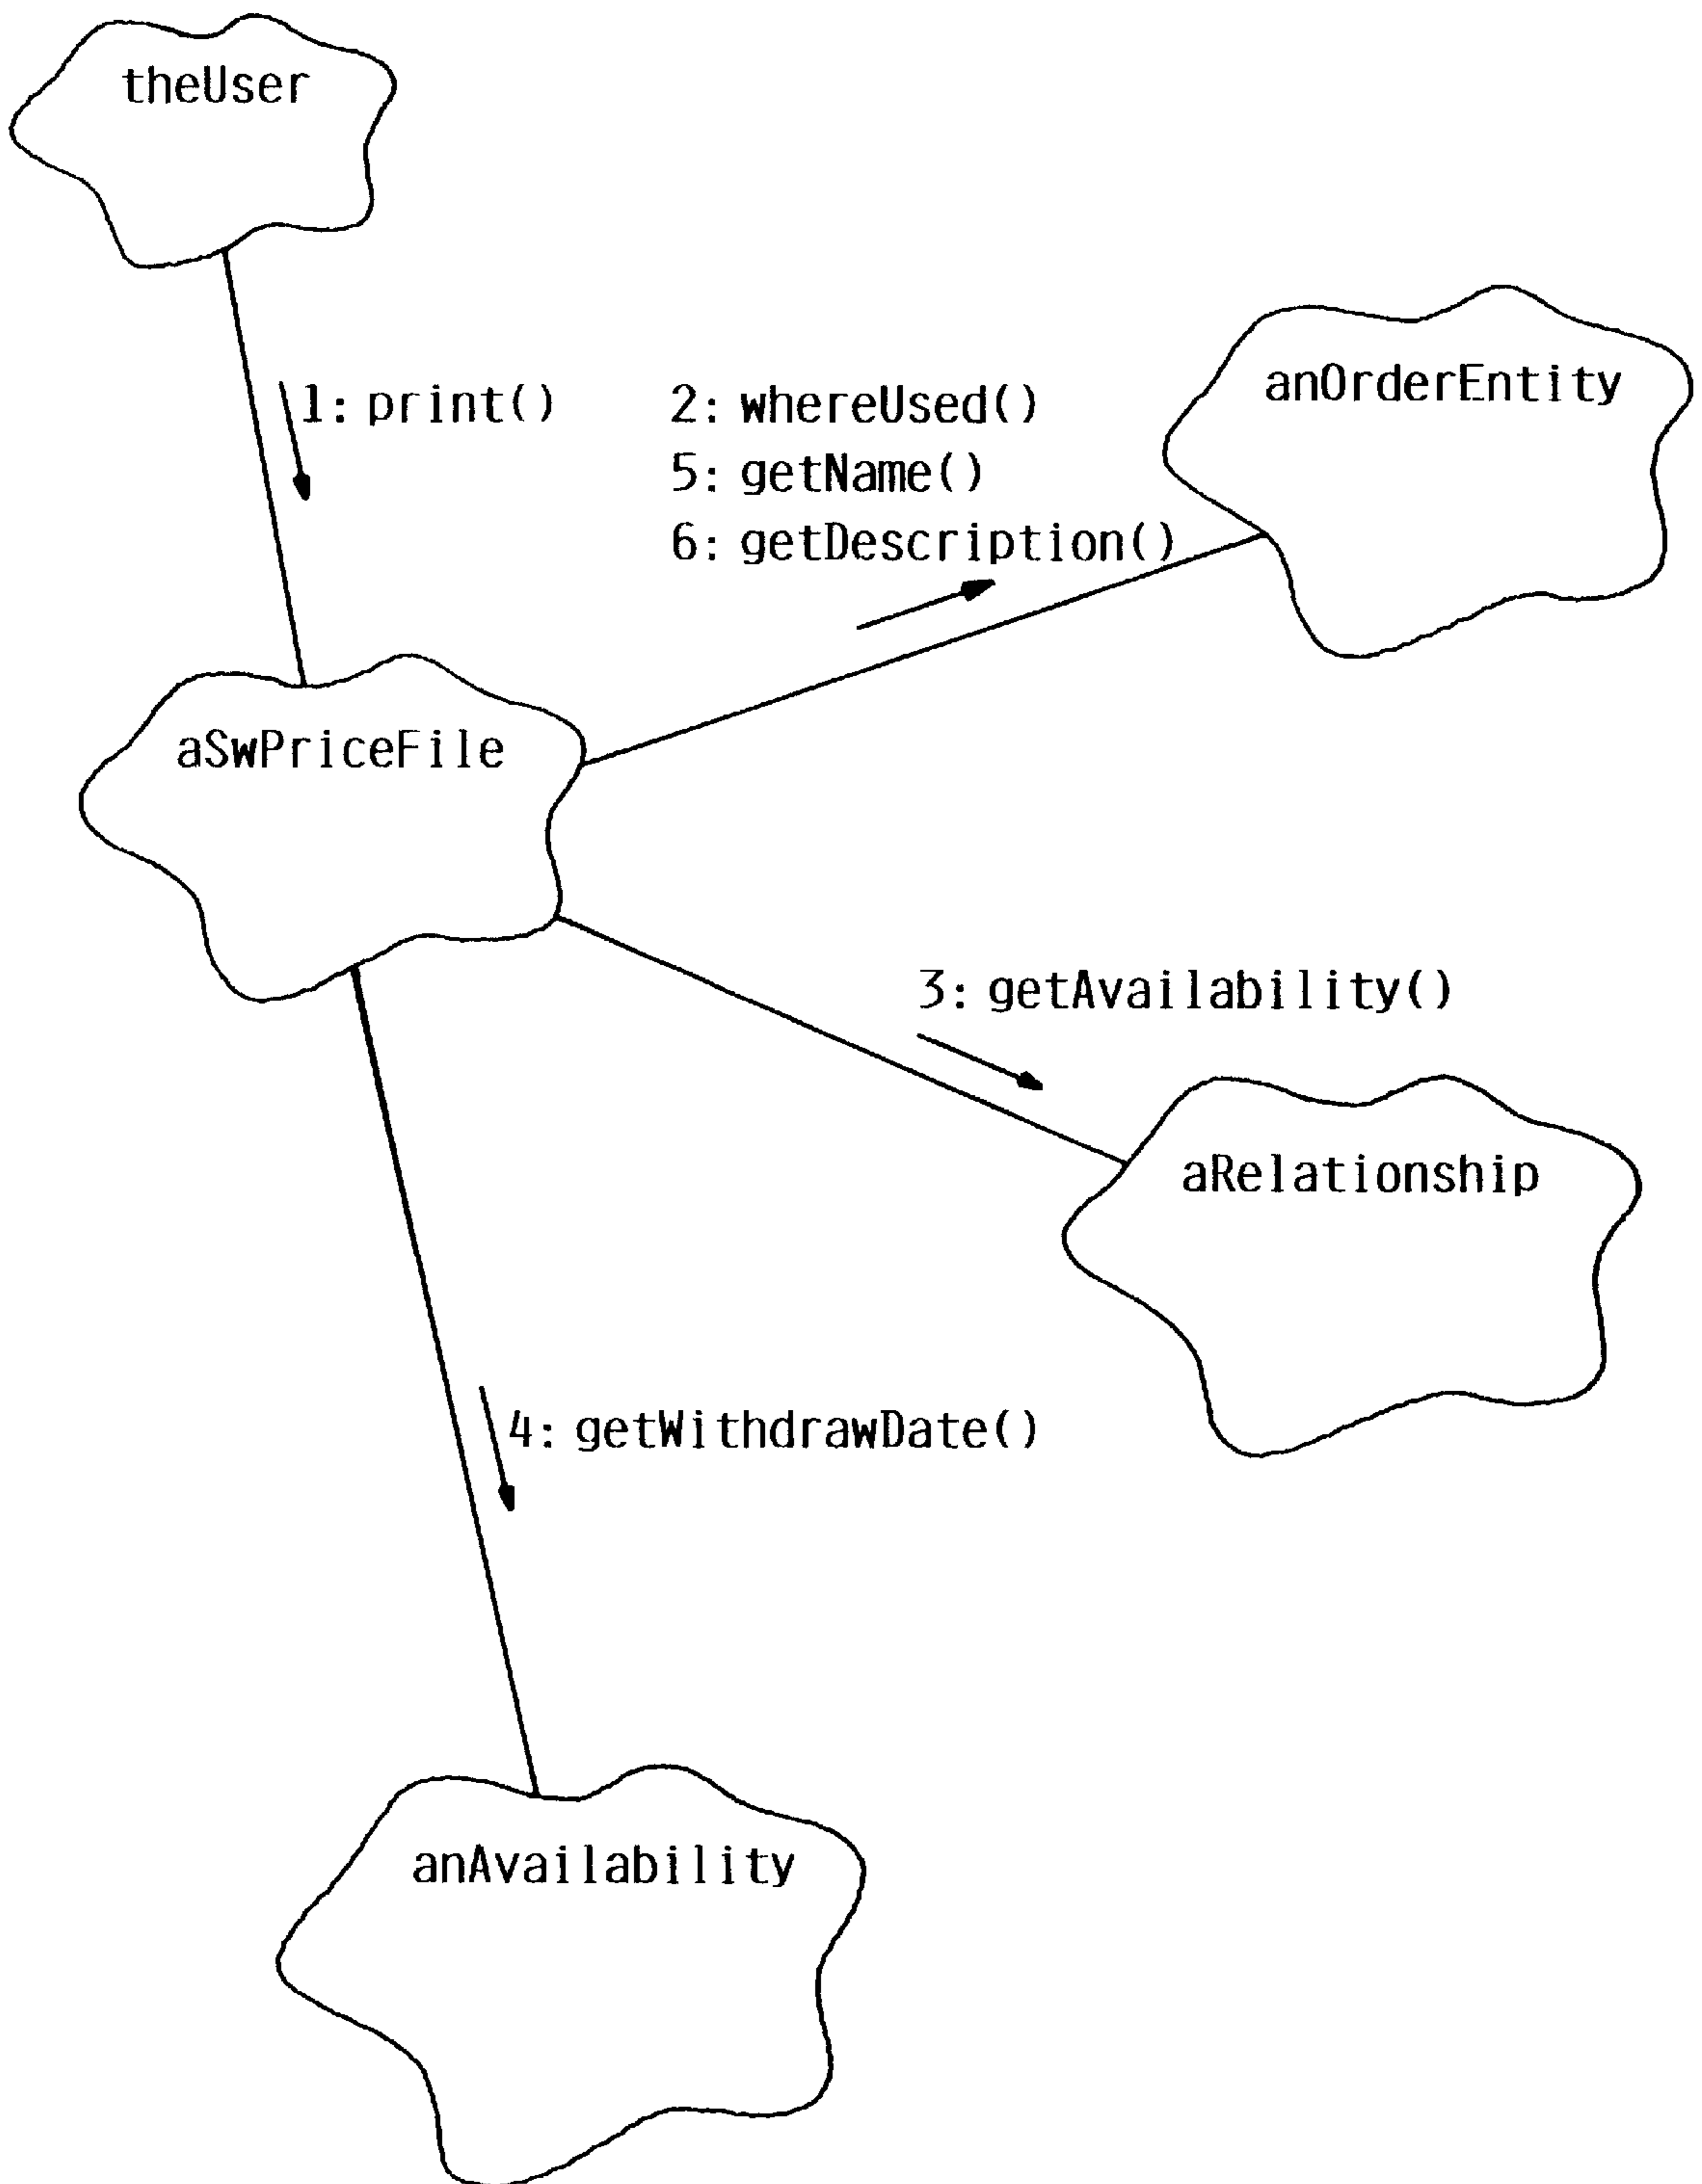 theUser
1: print()
2: whereUsed()
5: getName()
6: getDescription()
anOrderEntity
aSwPriceFile
3: getAvailability()
aRelationship
4: getWithdrawDate()
anAvailability